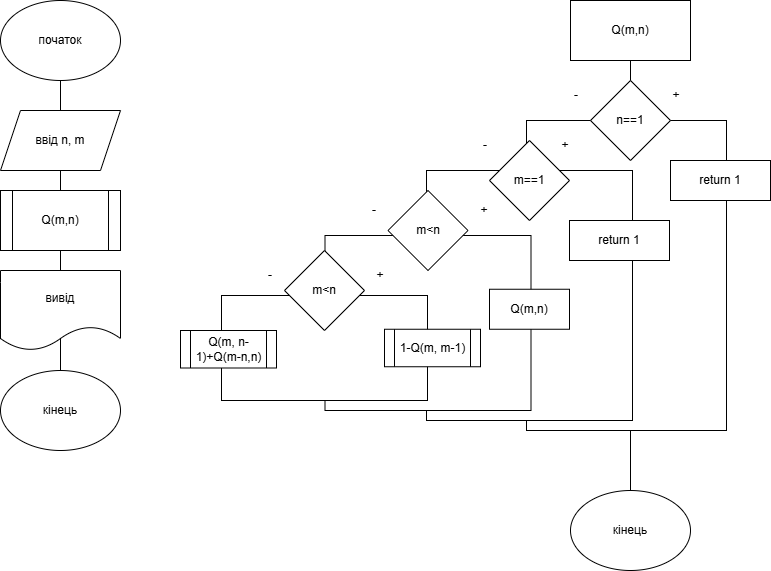 початок
ввід n, m
Q(m,n)
вивід
кінець
Q(m,n)
n==1
-
+
return 1
m==1
-
+
return 1
m<n
-
+
Q(m,n)
m<n
-
+
Q(m, n-
1)+Q(m-n,n)
1-Q(m, m-1)
кінець